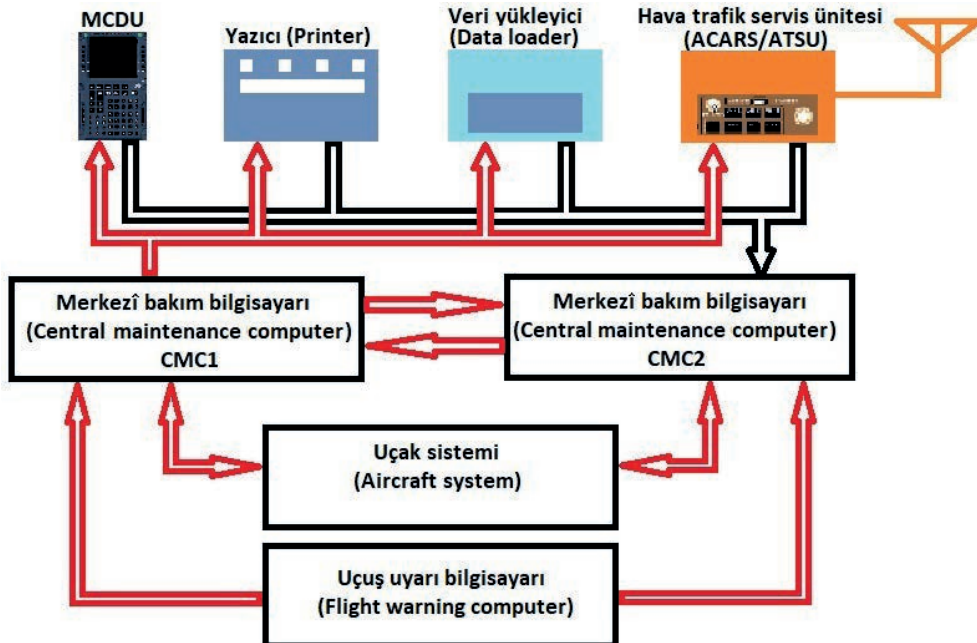 MCDU
Yazıcı (Printer)
Veri yükleyici
(Data loader)
Hava trafik servis ünitesi
(ACARS/ATSU)
Merkezî bakım bilgisayarı
(Central maintenance computer)
CMC1
Merkezî bakım bilgisayarı
(Central maintenance computer)
CMC2
Uçak sistemi
(Aircraft system)
Uçuş uyarı bilgisayarı
(Flight warning computer)